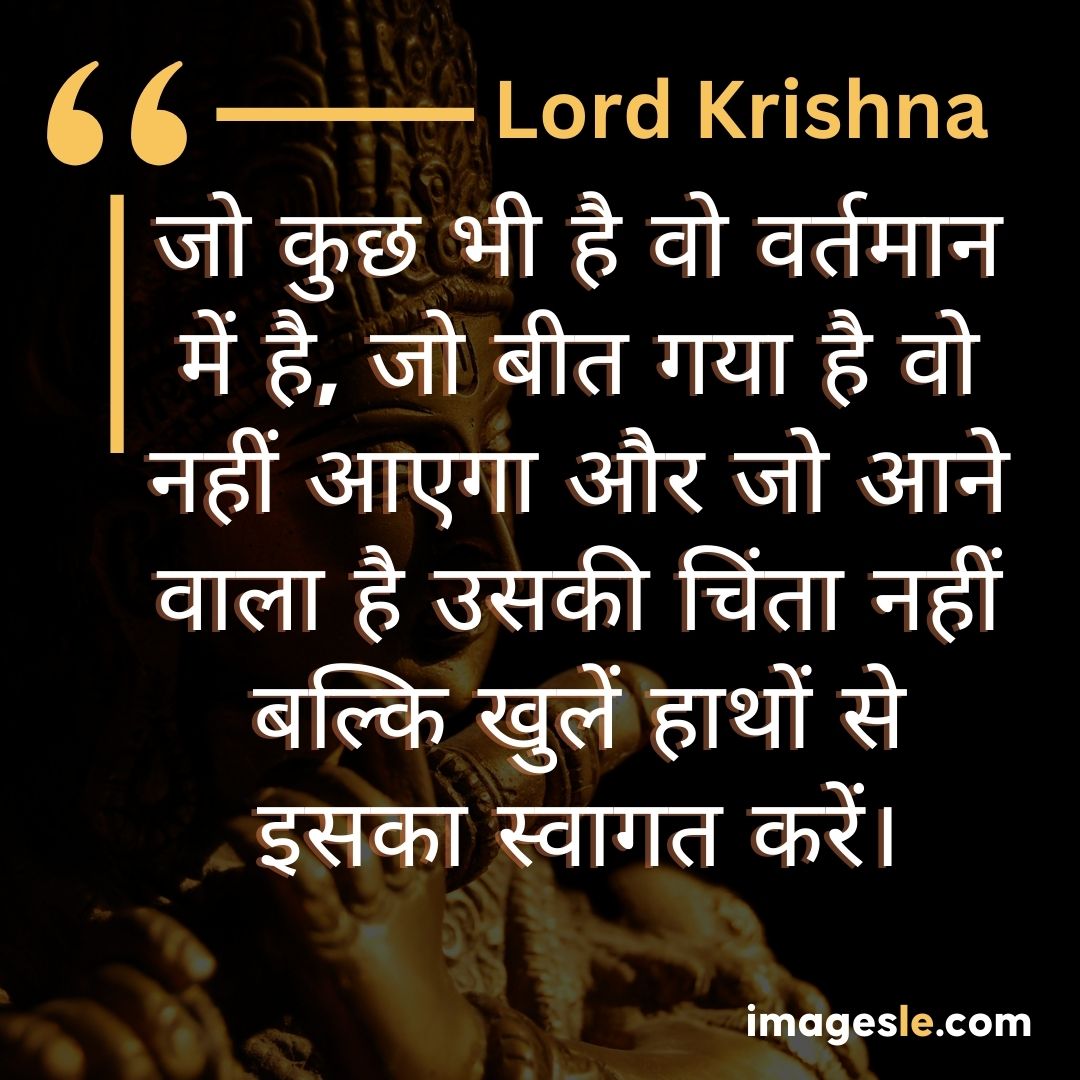 “ Lord Krishna
जो कुछ भी है वो वर्तमान
में है, जो बीत गया है वो
नहीं आएगा और जो आने
वाला है उसकी चिंता नहीं
बल्कि खुलें हाथों से
इसका स्वागत करें।
imagesle.com